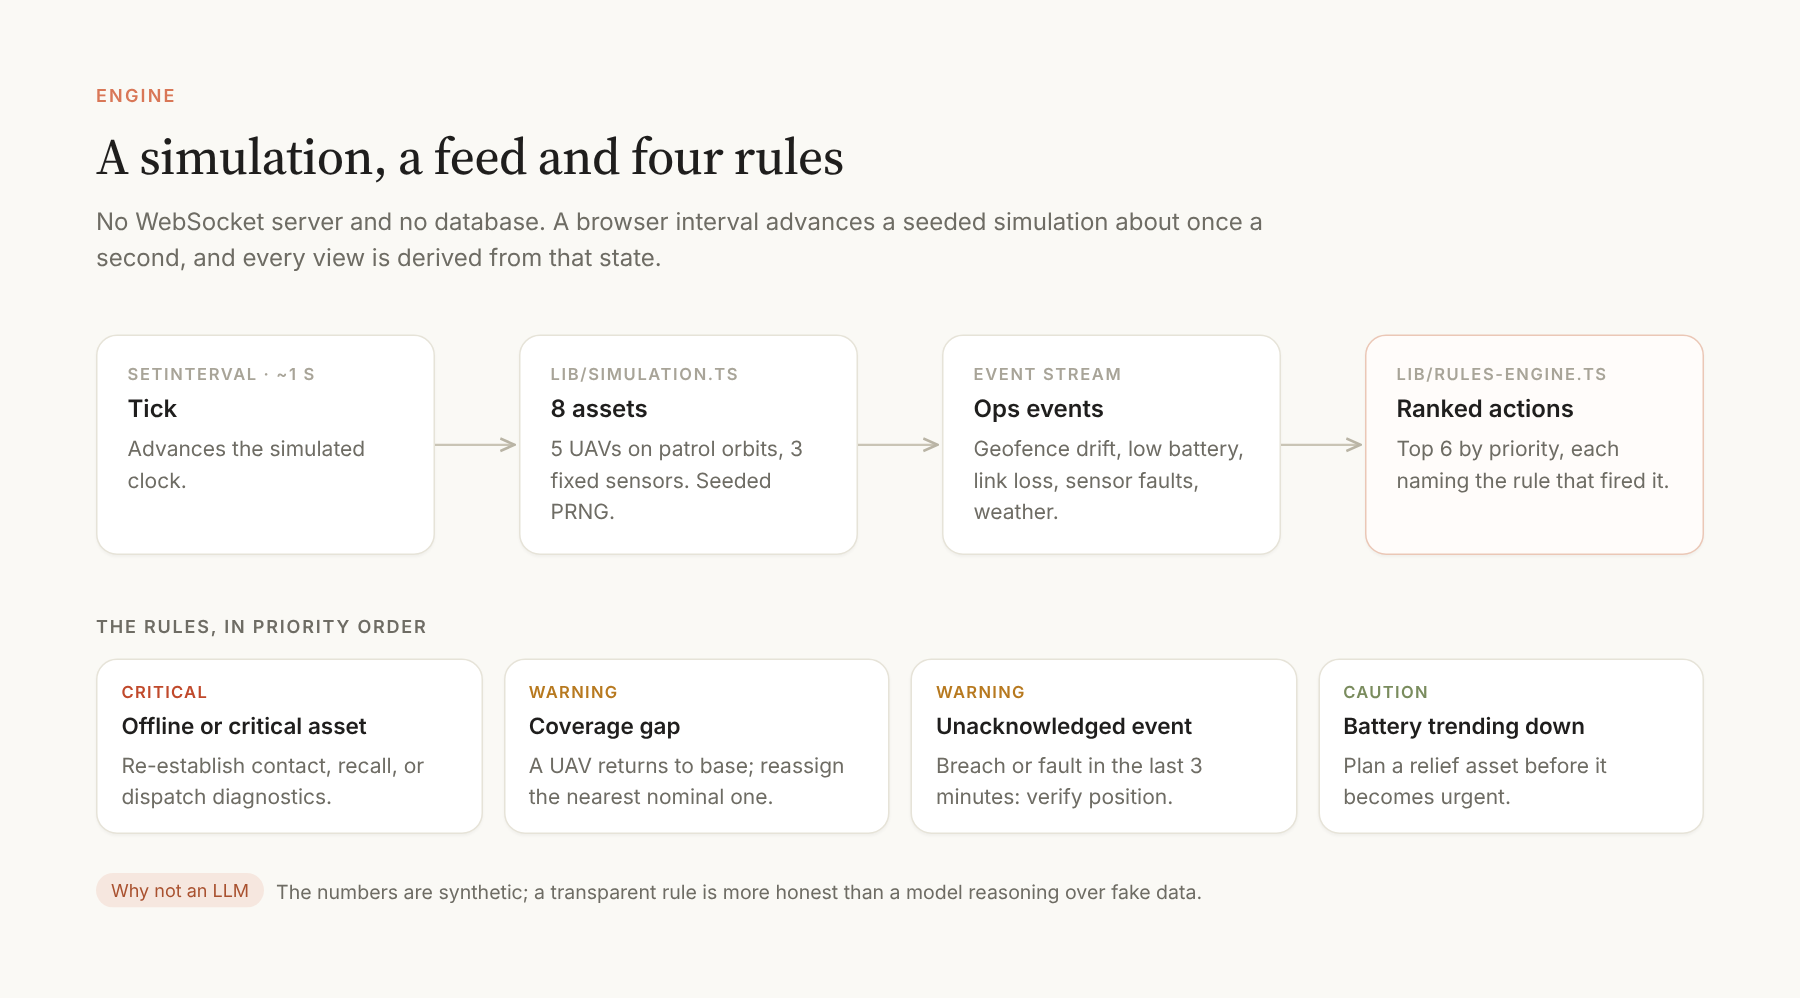 ENGINE
A simulation, a feed and four rules
No WebSocket server and no database. A browser interval advances a seeded simulation about once a
second, and every view is derived from that state.
SETINTERVAL · ~1 S
Tick
Advances the simulated
clock.
LIB/SIMULATION.TS
8 assets
5 UAVs on patrol orbits, 3
fixed sensors. Seeded
PRNG.
EVENT STREAM
Ops events
Geofence drift, low battery,
link loss, sensor faults,
weather.
LIB/RULES-ENGINE.TS
Ranked actions
Top 6 by priority, each
naming the rule that fired it.
THE RULES, IN PRIORITY ORDER
CRITICAL
Offline or critical asset
Re-establish contact, recall, or
dispatch diagnostics.
WARNING
Coverage gap
A UAV returns to base; reassign
the nearest nominal one.
WARNING
Unacknowledged event
Breach or fault in the last 3
minutes: verify position.
CAUTION
Battery trending down
Plan a relief asset before it
becomes urgent.
Why not an LLM
The numbers are synthetic; a transparent rule is more honest than a model reasoning over fake data.